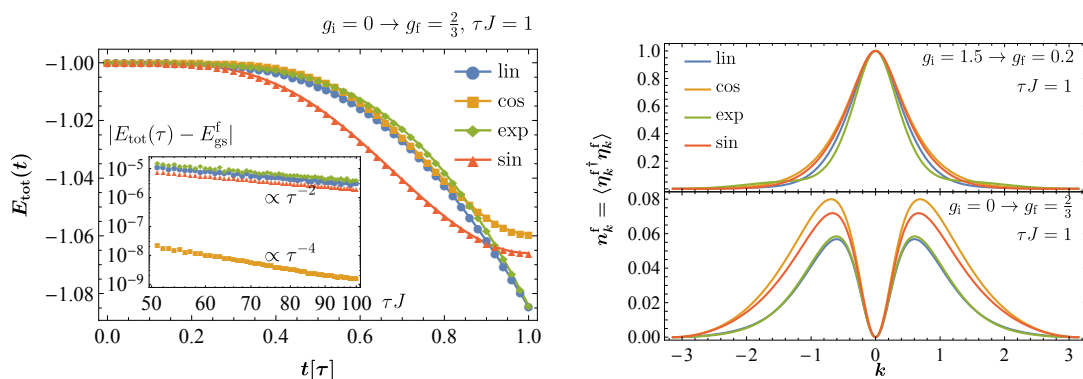 g_i = 0 → g_f = 2/3, τJ = 1
-1.00
-1.02
-1.04
-1.06
-1.08
E_tot(t)
lin
cos
exp
sin
|E_tot(τ) − E_gs^f|
10^-5
10^-6
10^-7
10^-8
10^-9
∝ τ^-2
∝ τ^-4
50 60 70 80 90 100 τJ
0.0 0.2 0.4 0.6 0.8 1.0
t[τ]
n_k^f ≡ ⟨η_k^f† η_k^f⟩
1.0
0.8
0.6
0.4
0.2
lin
cos
exp
sin
g_i = 1.5 → g_f = 0.2
τJ = 1
0.08
0.06
0.04
0.02
0.00
g_i = 0 → g_f = 2/3
τJ = 1
-3 -2 -1 0 1 2 3
k